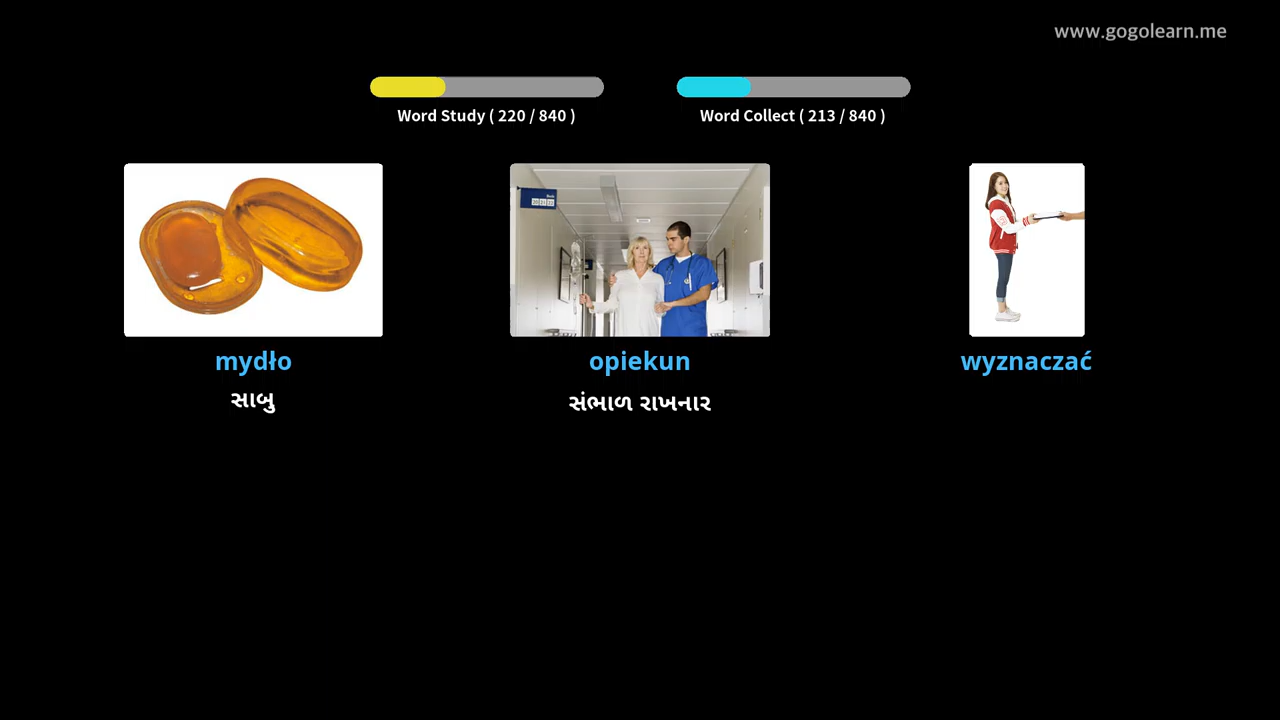 www.gogolearn.me
Word Study ( 220 / 840 )
Word Collect ( 213 / 840 )
mydło
opiekun
wyznaczać
સાબુ
સંભાળ રાખનાર